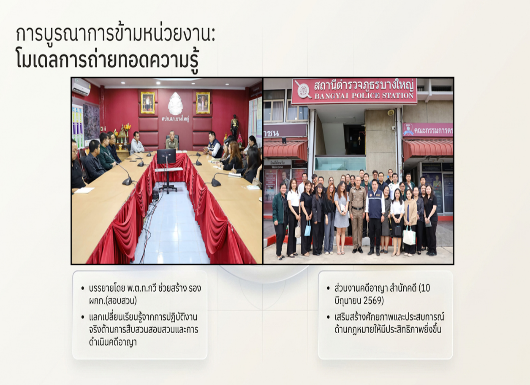 การบูรณาการข้ามหน่วยงาน:
โมเดลการถ่ายทอดความรู้
สถานีตำรวจภูธรบางใหญ่
BANGYAI POLICE STATION
• บรรยายโดย พ.ต.ท.ทวี ช่วยสร้าง รอง
ผกก.(สอบสวน)
• แลกเปลี่ยนเรียนรู้จากการปฏิบัติงาน
จริงด้านการสืบสวนสอบสวนและการ
ดำเนินคดีอาญา
• ส่วนงานคดีอาญา สำนักคดี (10
มิถุนายน 2569)
• เสริมสร้างศักยภาพและประสบการณ์
ด้านกฎหมายให้มีประสิทธิภาพยิ่งขึ้น